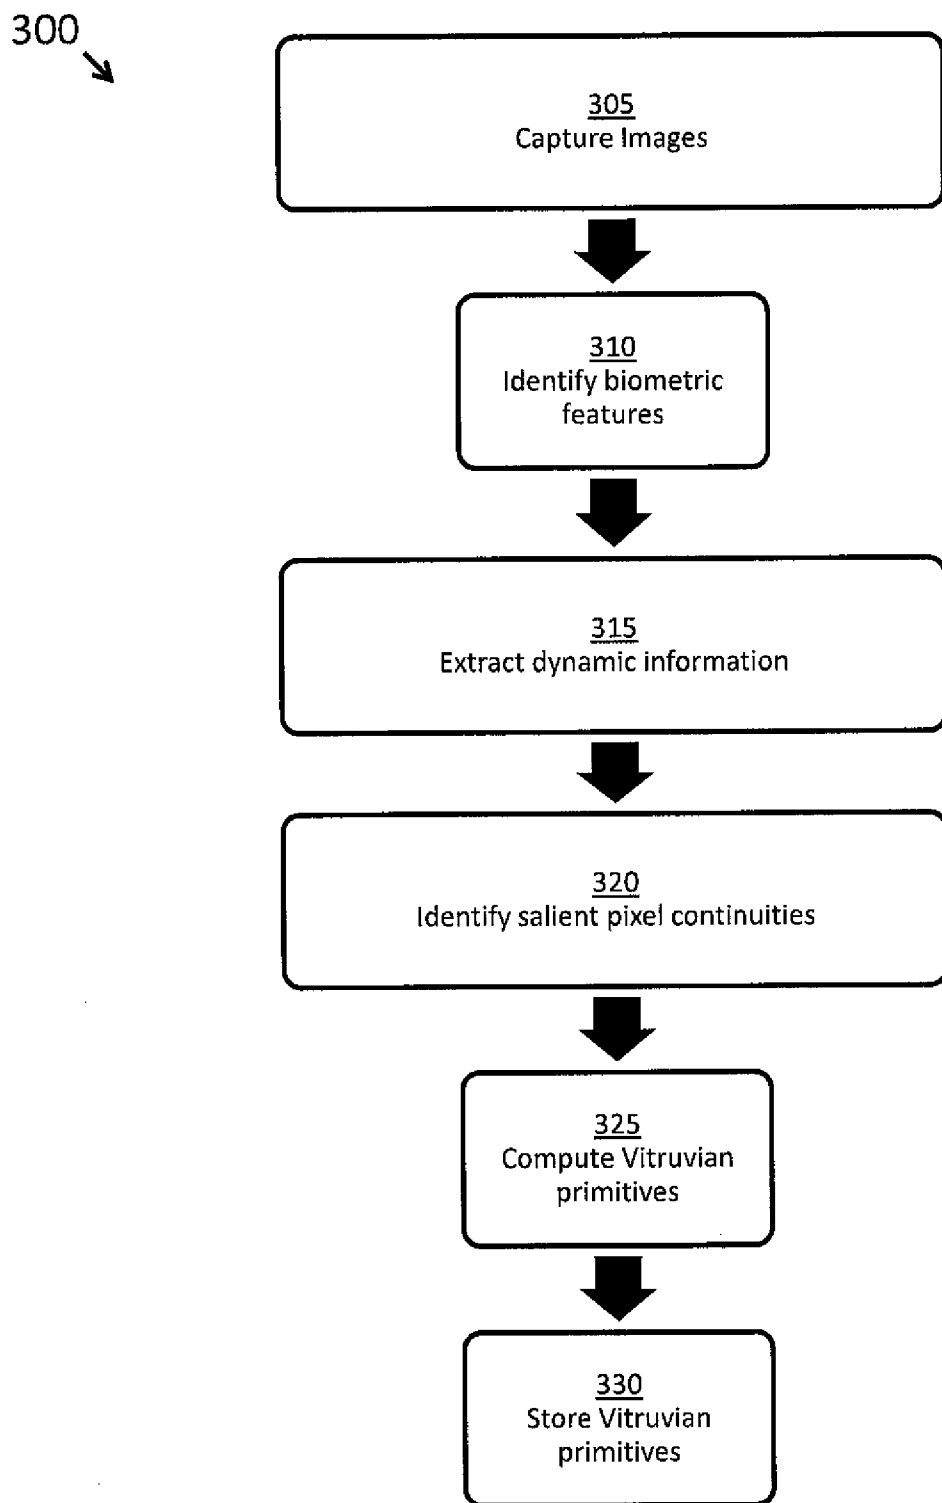 300
305
Capture Images
310
Identify biometric
features
315
Extract dynamic information
320
Identify salient pixel continuities
325
Compute Vitruvian
primitives
330
Store Vitruvian
primitives